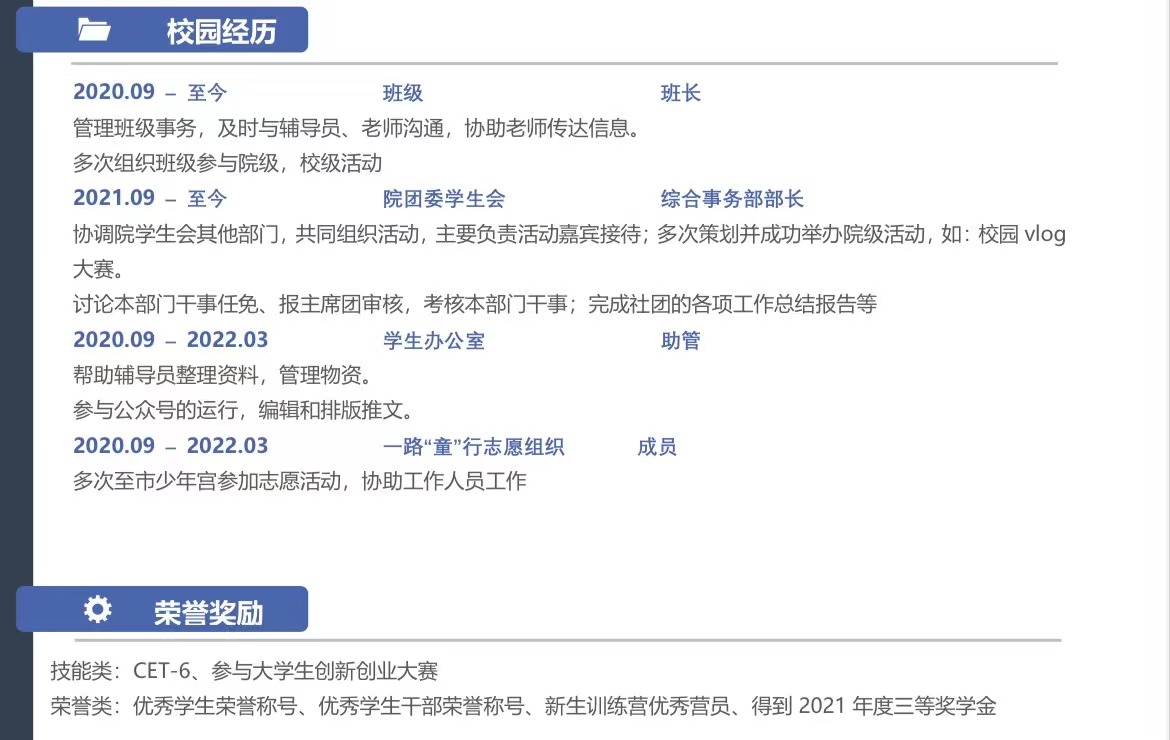 校园经历
2020.09 – 至今 班级 班长
管理班级事务，及时与辅导员、老师沟通，协助老师传达信息。
多次组织班级参与院级，校级活动
2021.09 – 至今 院团委学生会 综合事务部部长
协调院学生会其他部门，共同组织活动，主要负责活动嘉宾接待；多次策划并成功举办院级活动，如：校园 vlog
大赛。
讨论本部门干事任免、报主席团审核，考核本部门干事；完成社团的各项工作总结报告等
2020.09 – 2022.03 学生办公室 助管
帮助辅导员整理资料，管理物资。
参与公众号的运行，编辑和排版推文。
2020.09 – 2022.03 一路“童”行志愿组织 成员
多次至市少年宫参加志愿活动，协助工作人员工作
荣誉奖励
技能类：CET-6、参与大学生创新创业大赛
荣誉类：优秀学生荣誉称号、优秀学生干部荣誉称号、新生训练营优秀营员、得到 2021 年度三等奖学金